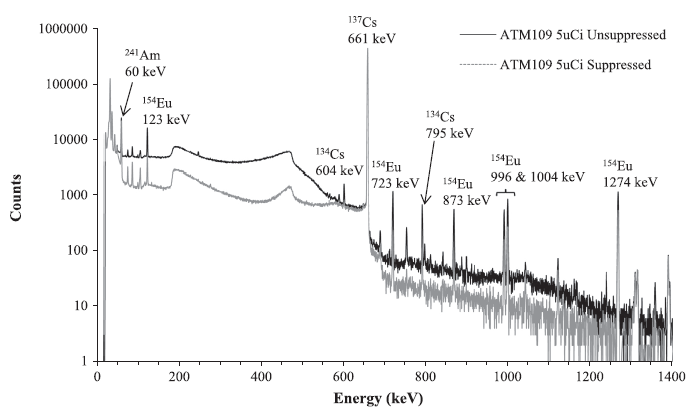 ¹³⁷Cs
661 keV
ATM109 5uCi Unsuppressed
ATM109 5uCi Suppressed
²⁴¹Am
60 keV
¹⁵⁴Eu
123 keV
¹³⁴Cs
604 keV
¹⁵⁴Eu
723 keV
¹³⁴Cs
795 keV
¹⁵⁴Eu
873 keV
¹⁵⁴Eu
996 & 1004 keV
¹⁵⁴Eu
1274 keV
Counts
1000000
100000
10000
1000
100
10
1
0 200 400 600 800 1000 1200 1400
Energy (keV)